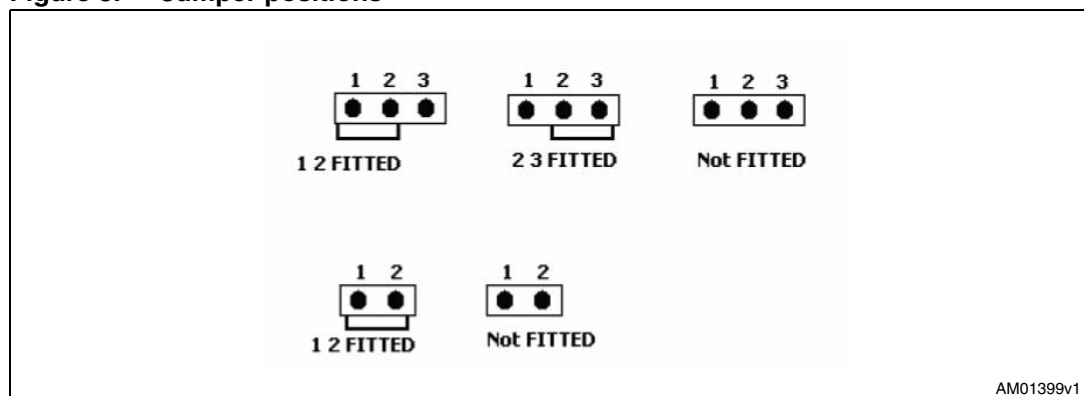 Figure 3. Jumper positions
1 2 3 1 2 3 1 2 3
1 2 FITTED 2 3 FITTED Not FITTED
1 2 1 2
1 2 FITTED Not FITTED
AM01399v1